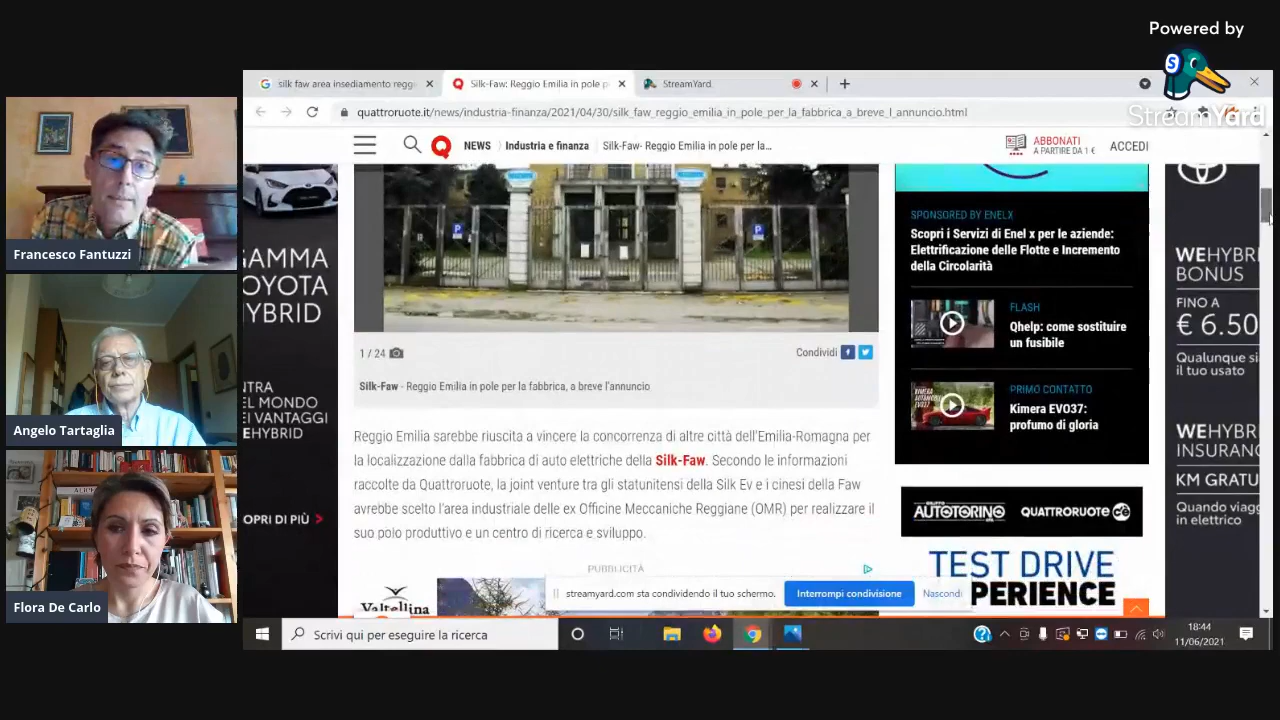 Powered by
StreamYard
Francesco Fantuzzi
Angelo Tartaglia
Flora De Carlo
silk faw area insediamento regg
Silk-Faw: Reggio Emilia in pole p
StreamYard
quattroruote.it/news/industria-finanza/2021/04/30/silk_faw_reggio_emilia_in_pole_per_la_fabbrica_a_breve_l_annuncio.html
NEWS
Industria e finanza
Silk-Faw- Reggio Emilia in pole per la...
ABBONATI
A PARTIRE DA 1 €
ACCEDI
GAMMA
OYOTA
HYBRID
NTRA
EL MONDO
EI VANTAGGI
EHYBRID
OPRI DI PIÙ >
P
P
1 / 24
Condividi
Silk-Faw - Reggio Emilia in pole per la fabbrica, a breve l'annuncio
Reggio Emilia sarebbe riuscita a vincere la concorrenza di altre città dell'Emilia-Romagna per
la localizzazione dalla fabbrica di auto elettriche della Silk-Faw. Secondo le informazioni
raccolte da Quattroruote, la joint venture tra gli statunitensi della Silk Ev e i cinesi della Faw
avrebbe scelto l'area industriale delle ex Officine Meccaniche Reggiane (OMR) per realizzare il
suo polo produttivo e un centro di ricerca e sviluppo.
PUBBLICITÀ
Valtellina
SPONSORED BY ENELX
Scopri i Servizi di Enel x per le aziende:
Elettrificazione delle Flotte e Incremento
della Circolarità
FLASH
Qhelp: come sostituire
un fusibile
PRIMO CONTATTO
Kimera EVO37:
profumo di gloria
AUTOTORINO
QUATTRORUOTE
TEST DRIVE
XPERIENCE
WEHYBR
BONUS
FINO A
€ 6.50
Qualunque si
il tuo usato
WEHYBR
INSURANC
KM GRATU
Quando viagg
in elettrico
streamyard.com sta condividendo il tuo schermo.
Interrompi condivisione
Nascondi
Scrivi qui per eseguire la ricerca
18:44
11/06/2021